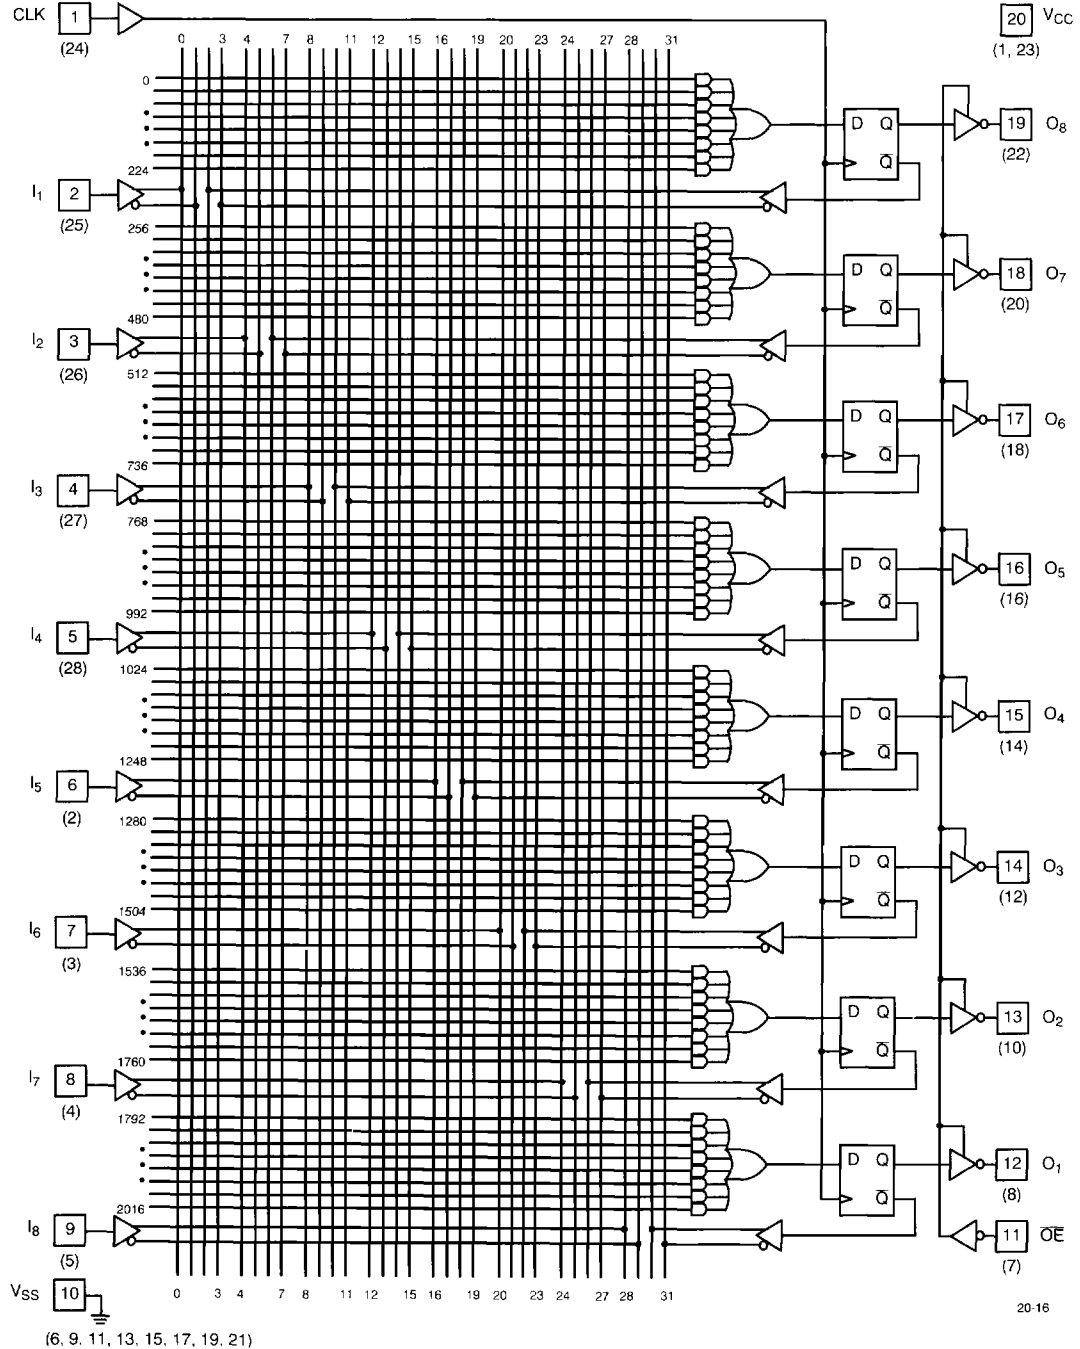 CLK 1 20 VCC
(24) (1, 23)
0 3 4 7 8 11 12 15 16 19 20 23 24 27 28 31
0
D Q 19 O8
Q (22)
224
I1 2
(25)
256
D Q 18 O7
Q (20)
480
I2 3
(26)
512
D Q 17 O6
Q (18)
736
I3 4
(27)
768
D Q 16 O5
Q (16)
992
I4 5
(28)
1024
D Q 15 O4
Q (14)
1248
I5 6
(2)
1280
D Q 14 O3
Q (12)
1504
I6 7
(3)
1536
D Q 13 O2
Q (10)
1760
I7 8
(4)
1792
D Q 12 O1
Q (8)
2016
I8 9 11 OE
(5) (7)
VSS 10
0 3 4 7 8 11 12 15 16 19 20 23 24 27 28 31
20-16
(6, 9. 11, 13, 15, 17, 19. 21)